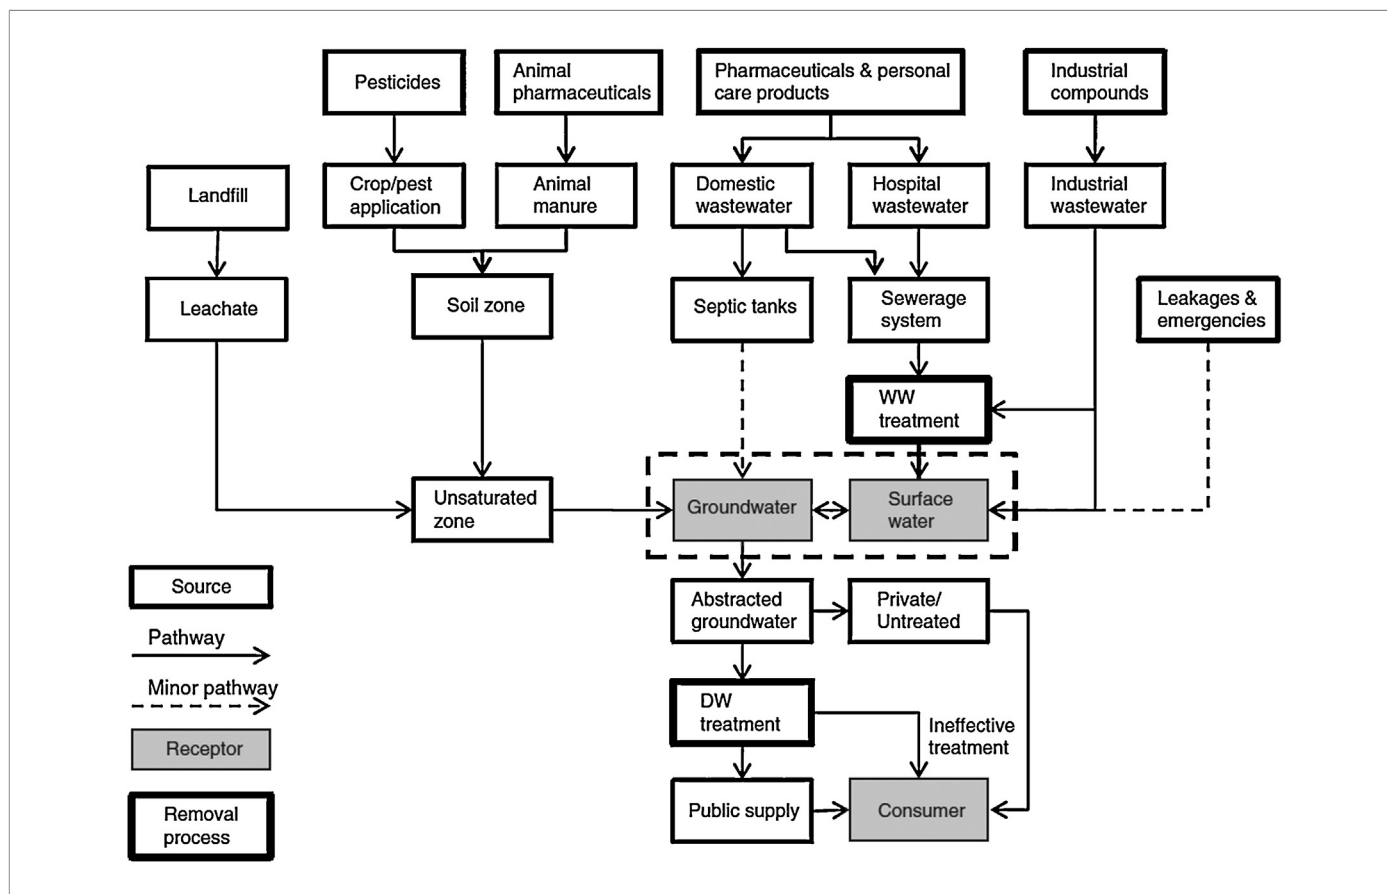 Pesticides
Animal
pharmaceuticals
Pharmaceuticals & personal
care products
Industrial
compounds
Landfill
Crop/pest
application
Animal
manure
Domestic
wastewater
Hospital
wastewater
Industrial
wastewater
Leachate
Soil zone
Septic tanks
Sewerage
system
Leakages &
emergencies
WW
treatment
Unsaturated
zone
Groundwater
Surface
water
Source
Abstracted
groundwater
Private/
Untreated
Pathway
Minor pathway
DW
treatment
Ineffective
treatment
Receptor
Public supply
Consumer
Removal
process